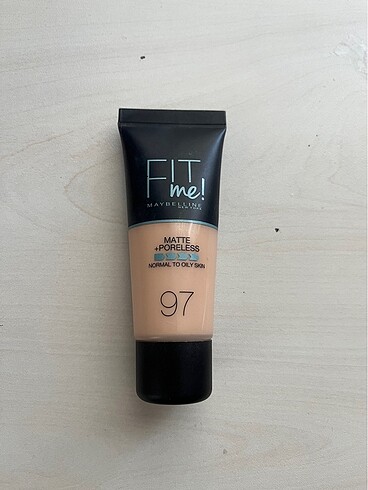 FIT
me!
MAYBELLINE
NEW YORK
MATTE
+PORELESS
NORMAL TO OILY SKIN
97